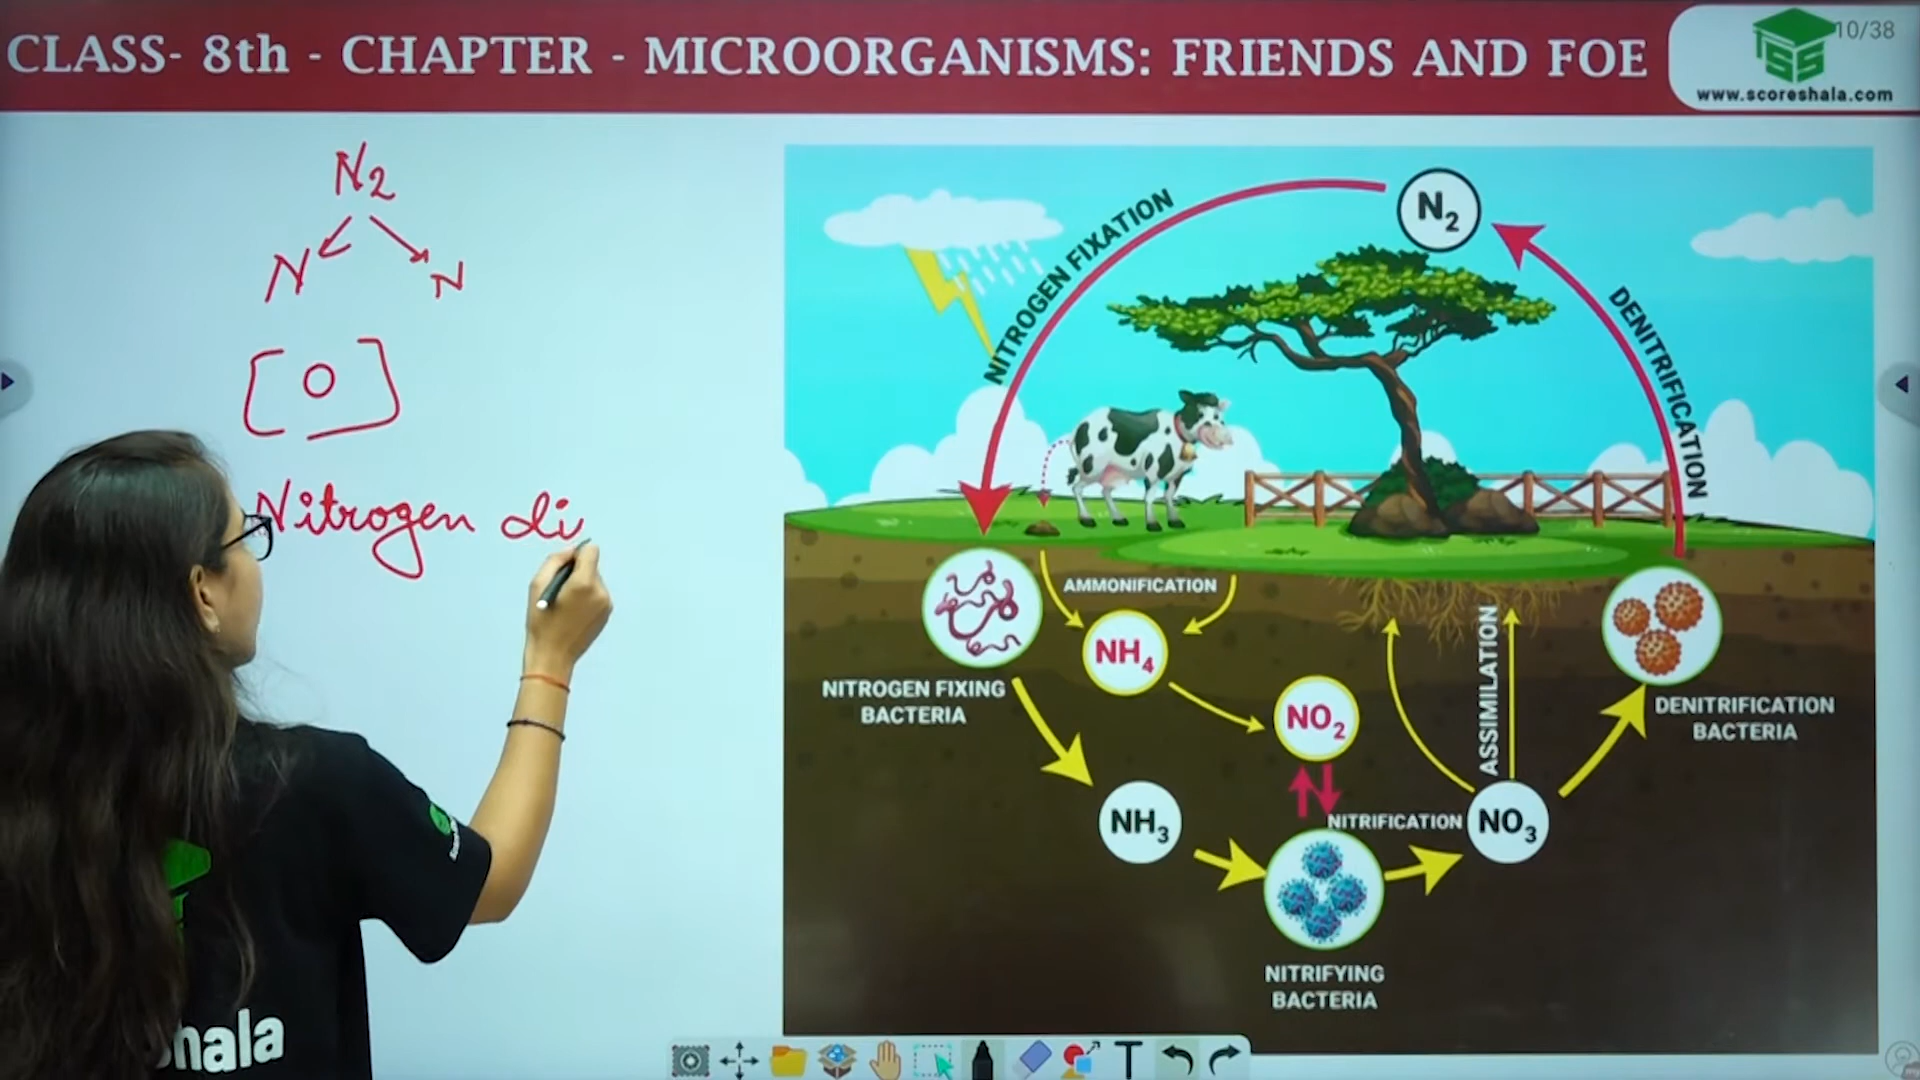 CLASS- 8th - CHAPTER - MICROORGANISMS: FRIENDS AND FOE
10/38
SS
www.scoreshala.com
N2
N N
[O]
Nitrogen di
N2
NITROGEN FIXATION
DENITRIFICATION
AMMONIFICATION
NH4
NITROGEN FIXING
BACTERIA
NO2
ASSIMILATION
DENITRIFICATION
BACTERIA
NH3
NITRIFICATION
NO3
NITRIFYING
BACTERIA
hala
T